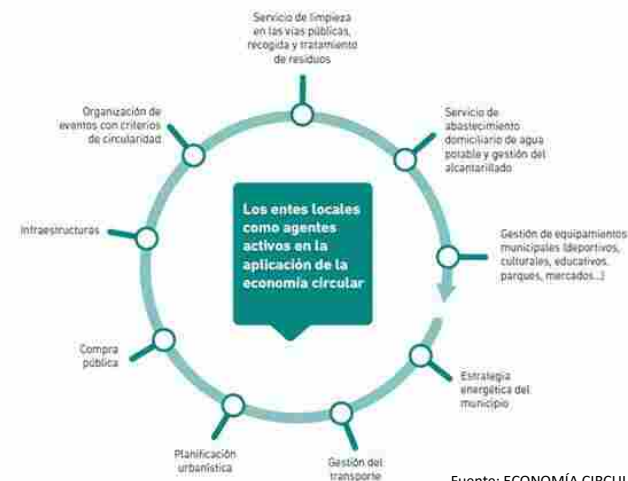 Servicio de limpieza
en las vías públicas,
recogida y tratamiento
de residuos
Servicio de
abastecimiento
domiciliario de agua
potable y gestión del
alcantarillado
Gestión de equipamientos
municipales (deportivos,
culturales, educativos,
parques, mercados...)
Estrategia
energética del
municipio
Gestión del
transporte
Planificación
urbanística
Compra
pública
Infraestructuras
Organización de
eventos con criterios
de circularidad
Los entes locales
como agentes
activos en la
aplicación de la
economía circular
Fuente: ECONOMÍA